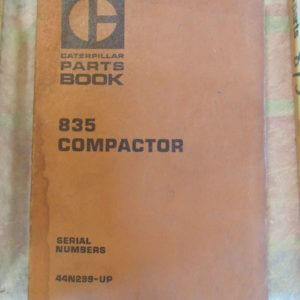 CATERPILLAR
PARTS
BOOK
835
COMPACTOR
SERIAL
NUMBERS
44N299-UP